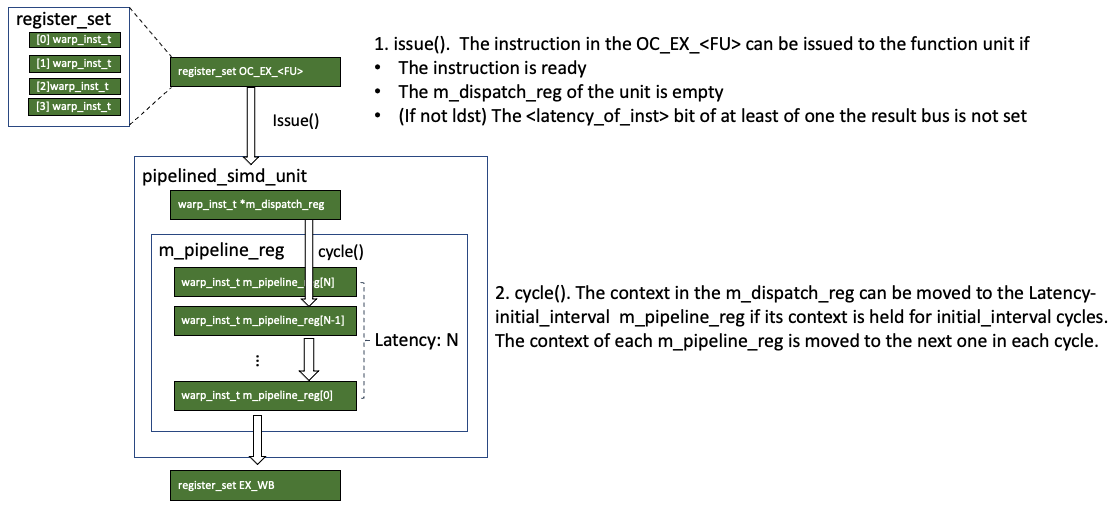 register_set
[0] warp_inst_t
[1] warp_inst_t
[2]warp_inst_t
[3] warp_inst_t
register_set OC_EX_<FU>
Issue()
1. issue().  The instruction in the OC_EX_<FU> can be issued to the function unit if
• The instruction is ready
• The m_dispatch_reg of the unit is empty
• (If not ldst) The <latency_of_inst> bit of at least of one the result bus is not set
pipelined_simd_unit
warp_inst_t *m_dispatch_reg
m_pipeline_reg
cycle()
warp_inst_t m_pipeline_reg[N]
warp_inst_t m_pipeline_reg[N-1]
⋮
warp_inst_t m_pipeline_reg[0]
Latency: N
2. cycle(). The context in the m_dispatch_reg can be moved to the Latency-
initial_interval  m_pipeline_reg if its context is held for initial_interval cycles.
The context of each m_pipeline_reg is moved to the next one in each cycle.
register_set EX_WB